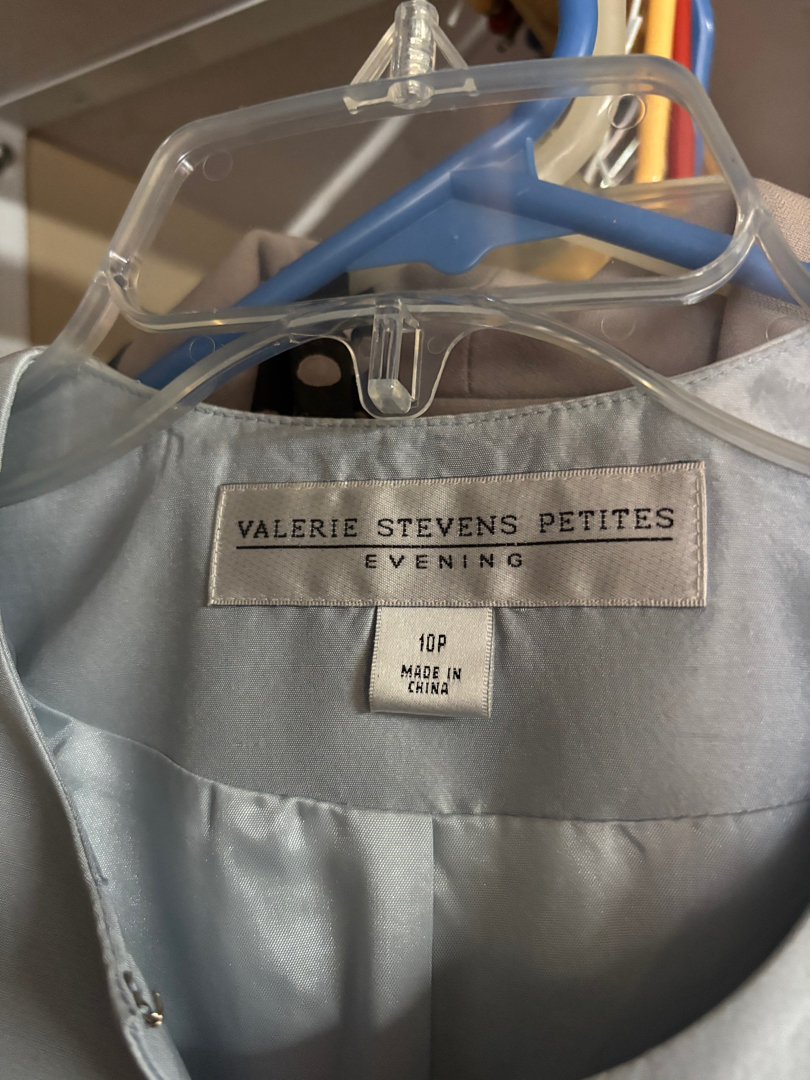 VALERIE STEVENS PETITES
EVENING
10P
MADE IN
CHINA